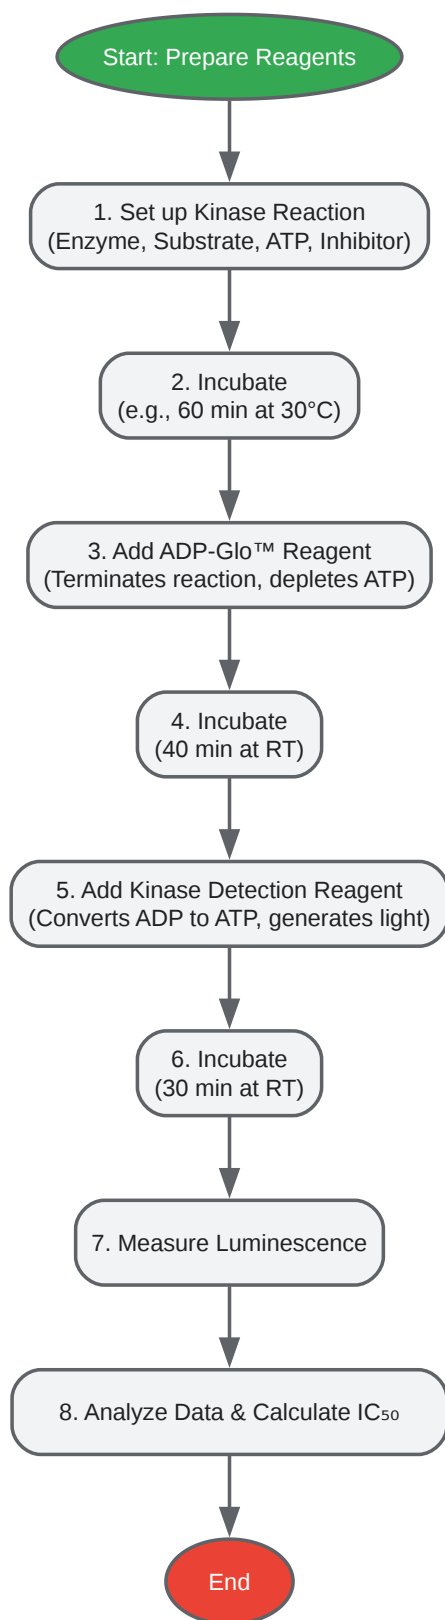 Start: Prepare Reagents
1. Set up Kinase Reaction
(Enzyme, Substrate, ATP, Inhibitor)
2. Incubate
(e.g., 60 min at 30°C)
3. Add ADP-Glo™ Reagent
(Terminates reaction, depletes ATP)
4. Incubate
(40 min at RT)
5. Add Kinase Detection Reagent
(Converts ADP to ATP, generates light)
6. Incubate
(30 min at RT)
7. Measure Luminescence
8. Analyze Data & Calculate IC₅₀
End